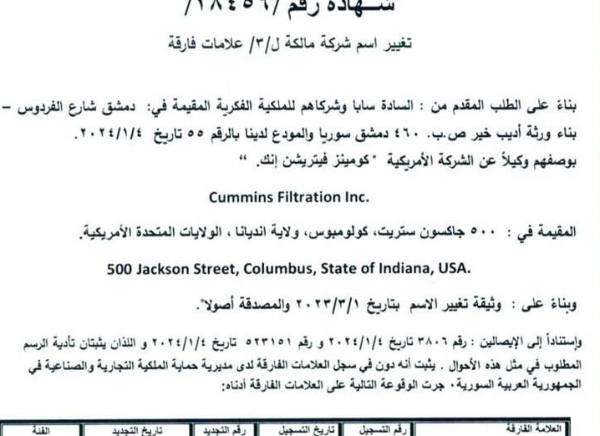 شـــهادة رقم /٢٨٤٥٦/
تغيير اسم شركة مالكة ل/٣/ علامات فارقة
بناءً على الطلب المقدم من : السادة سابا وشركاهم للملكية الفكرية المقيمة في: دمشق شارع الفردوس –
بناء ورثة أديب خير ص.ب. ٤٦٠ دمشق سوريا والمودع لدينا بالرقم ٥٥ تاريخ ٢٠٢٤/١/٤.
بوصفهم وكيلاً عن الشركة الأمريكية " كومينز فيتريشن إنك. "
Cummins Filtration Inc.
المقيمة في : ٥٠٠ جاكسون ستريت، كولومبوس، ولاية انديانا ، الولايات المتحدة الأمريكية.
500 Jackson Street, Columbus, State of Indiana, USA.
وبناءً على : وثيقة تغيير الاسم بتاريخ ٢٠٢٣/٣/١ والمصدقة أصولاً.
وإستناداً إلى الإيصالين : رقم ٣٨٠٦ تاريخ ٢٠٢٤/١/٤ و رقم ٥٢٣١٥١ تاريخ ٢٠٢٤/١/٤ و اللذان يثبتان تأدية الرسم
المطلوب في مثل هذه الأحوال . يثبت أنه دون في سجل العلامات الفارقة لدى مديرية حماية الملكية التجارية والصناعية في
الجمهورية العربية السورية٠ جرت الوقوعة التالية على العلامات الفارقة أدناه:
العلامة الفارقة رقم التسجيل تاريخ التسجيل رقم التجديد تاريخ التجديد الفئة